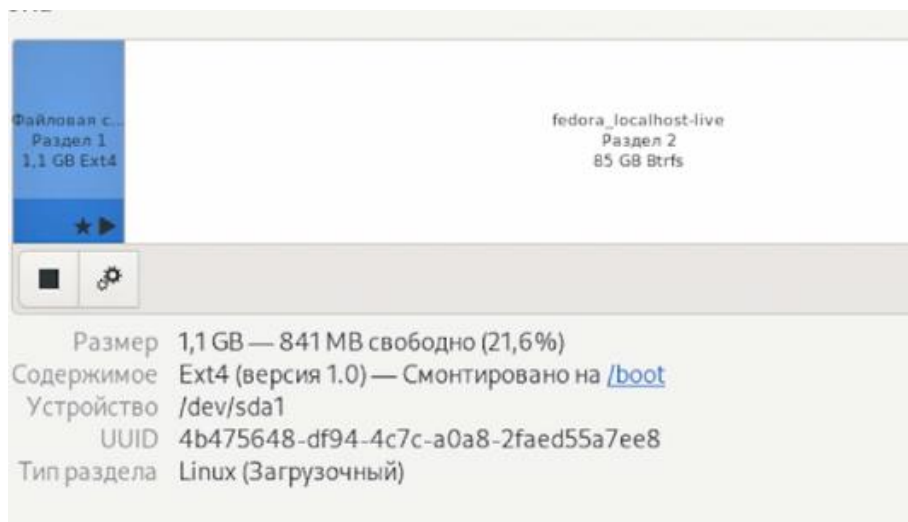 Файловая с...
Раздел 1
1,1 GB Ext4
fedora_localhost-live
Раздел 2
85 GB Btrfs
Размер 1,1 GB — 841 MB свободно (21,6%)
Содержимое Ext4 (версия 1.0) — Смонтировано на /boot
Устройство /dev/sda1
UUID 4b475648-df94-4c7c-a0a8-2faed55a7ee8
Тип раздела Linux (Загрузочный)